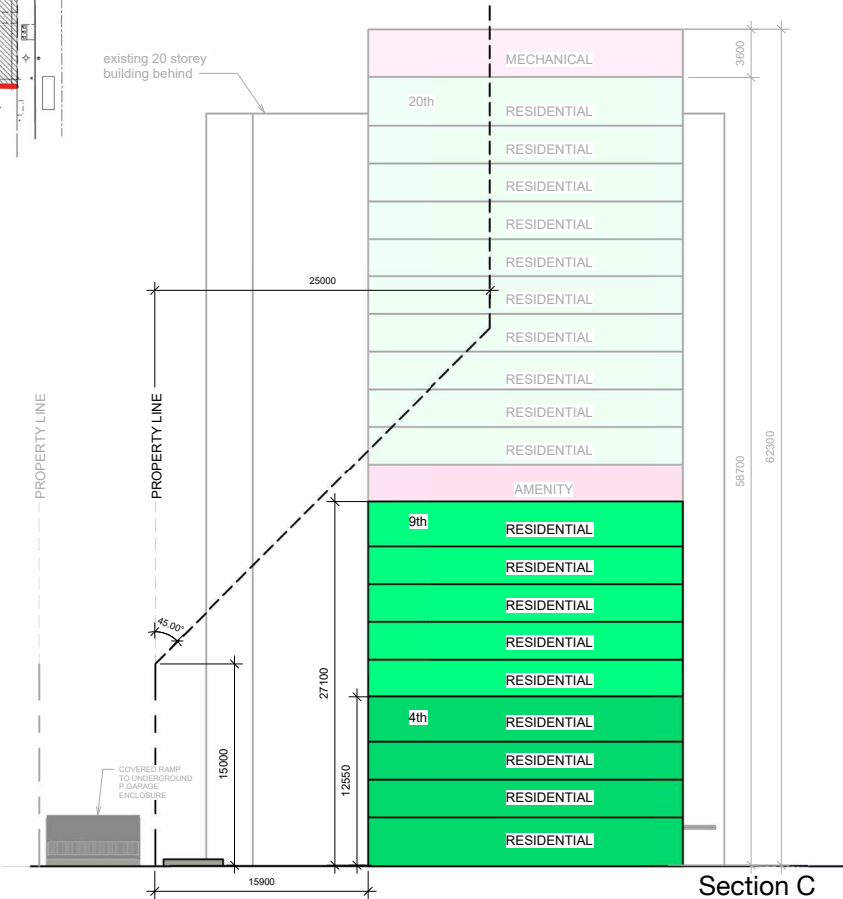 existing 20 storey
building behind
MECHANICAL
3600
20th
RESIDENTIAL
RESIDENTIAL
RESIDENTIAL
RESIDENTIAL
RESIDENTIAL
25000
RESIDENTIAL
RESIDENTIAL
RESIDENTIAL
RESIDENTIAL
RESIDENTIAL
PROPERTY LINE
PROPERTY LINE
58700
62300
AMENITY
9th
RESIDENTIAL
RESIDENTIAL
RESIDENTIAL
45.00°
RESIDENTIAL
RESIDENTIAL
27100
4th
RESIDENTIAL
15000
12550
RESIDENTIAL
COVERED RAMP
TO UNDERGROUND
P.GARAGE
ENCLOSURE
RESIDENTIAL
RESIDENTIAL
15900
Section C